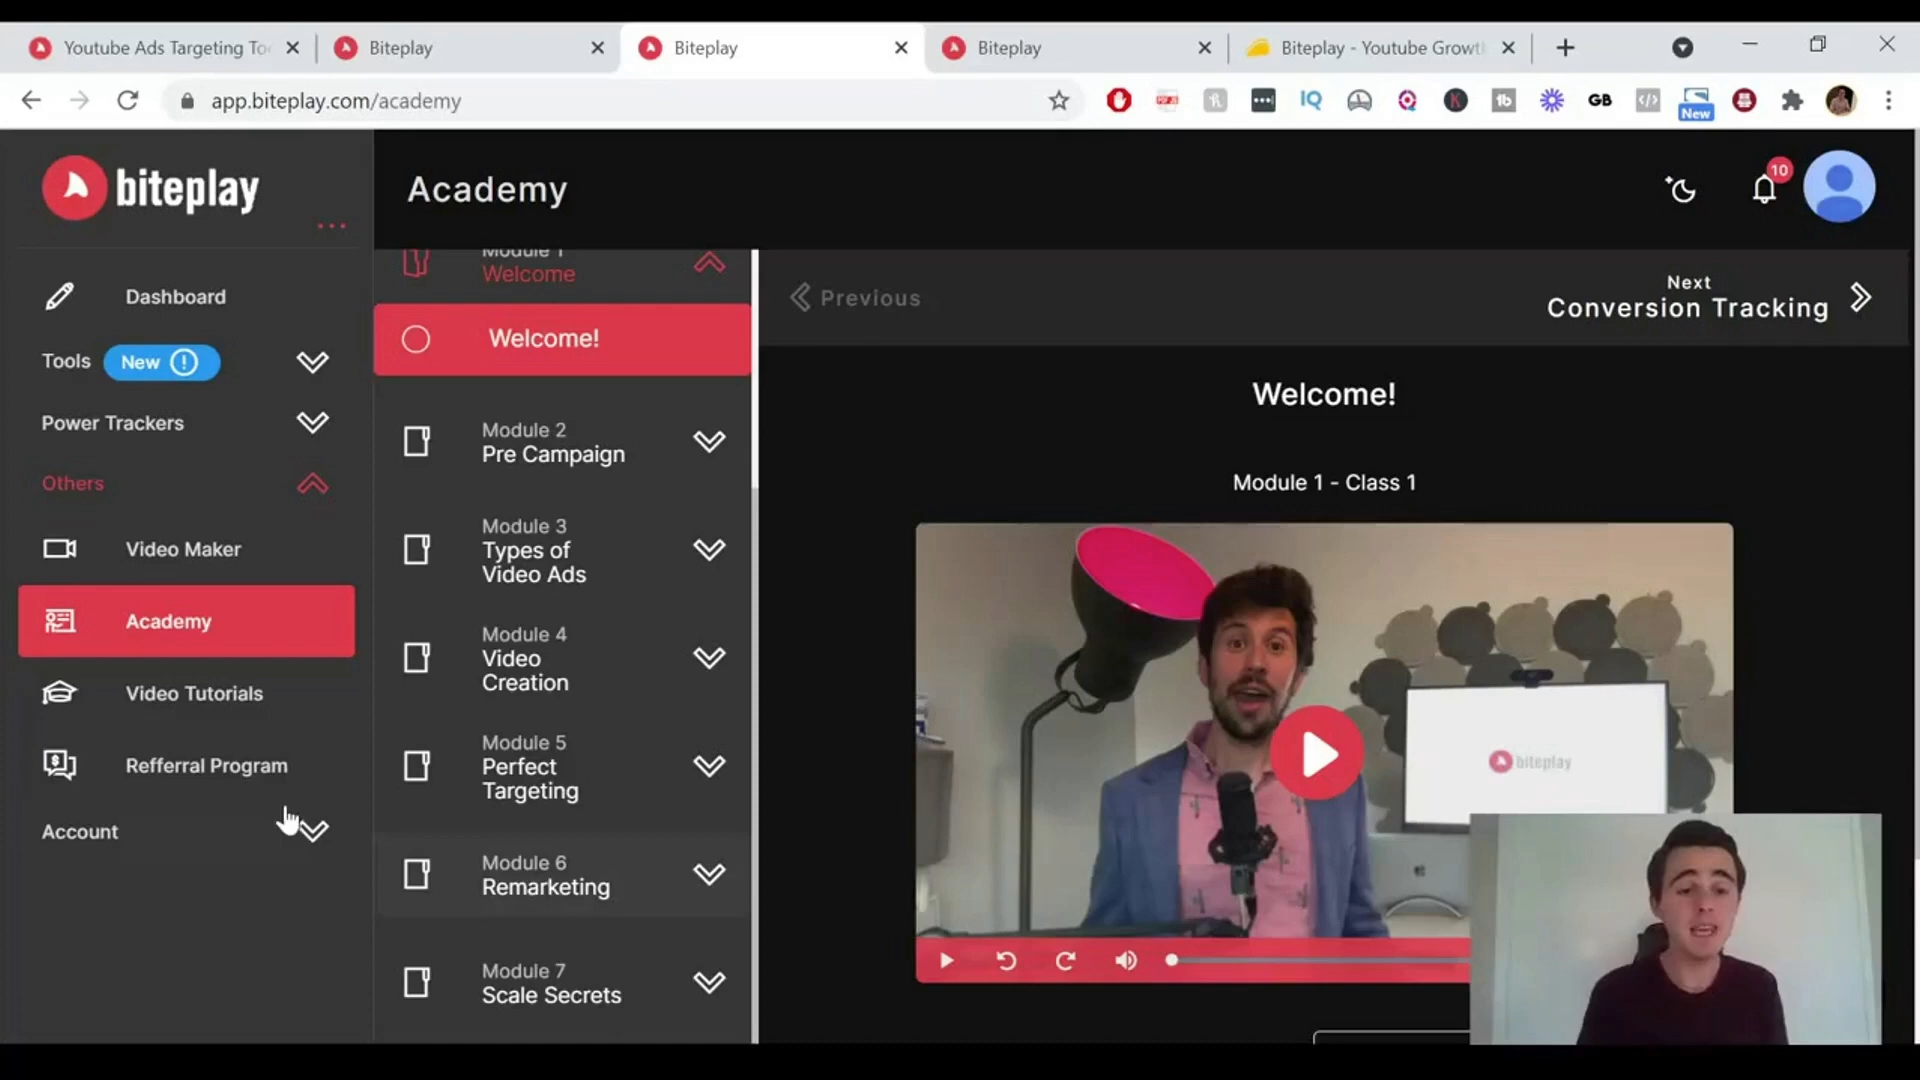 Youtube Ads Targeting To
Biteplay
Biteplay
Biteplay
Biteplay - Youtube Growt
app.biteplay.com/academy
IQ
tb
GB
New
biteplay
Academy
10
Dashboard
Tools New
Power Trackers
Others
Video Maker
Academy
Video Tutorials
Refferral Program
Account
Module 1
Welcome
Welcome!
Module 2
Pre Campaign
Module 3
Types of
Video Ads
Module 4
Video
Creation
Module 5
Perfect
Targeting
Module 6
Remarketing
Module 7
Scale Secrets
Previous
Next
Conversion Tracking
Welcome!
Module 1 - Class 1
biteplay